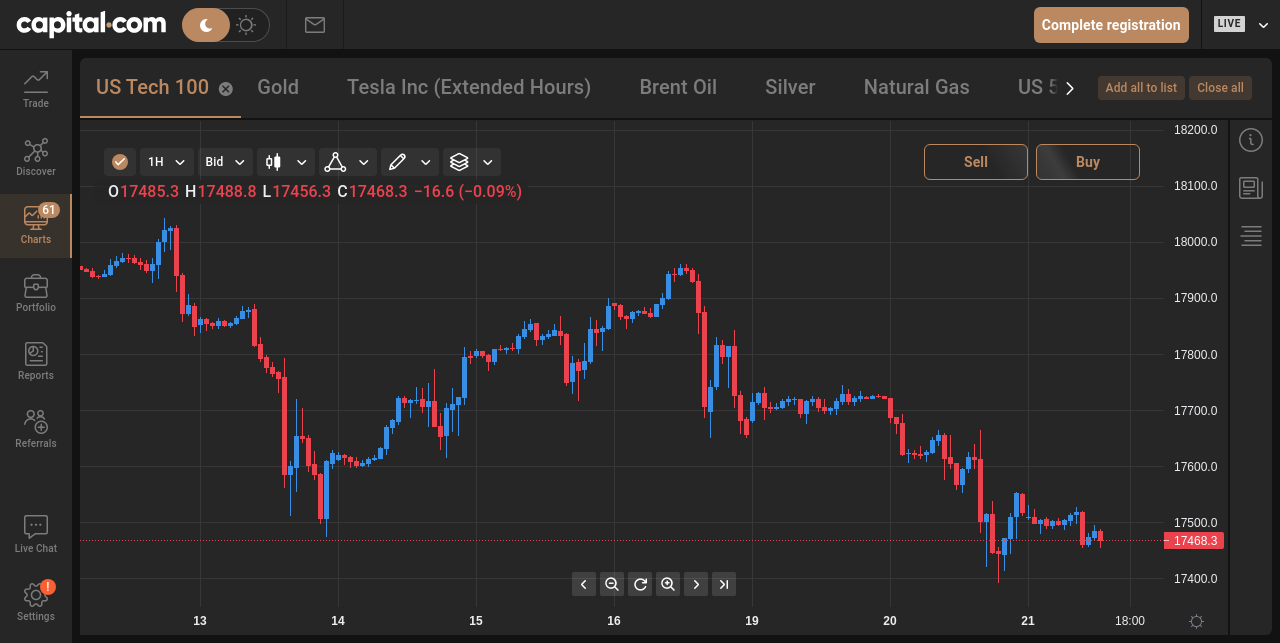 capital.com
Complete registration
LIVE
Trade
Discover
61
Charts
Portfolio
Reports
Referrals
Live Chat
!
Settings
US Tech 100
Gold
Tesla Inc (Extended Hours)
Brent Oil
Silver
Natural Gas
US 5
Add all to list
Close all
1H
Bid
Sell
Buy
O17485.3 H17488.8 L17456.3 C17468.3 −16.6 (−0.09%)
18200.0
18100.0
18000.0
17900.0
17800.0
17700.0
17600.0
17500.0
17468.3
17400.0
13
14
15
16
19
20
21
18:00